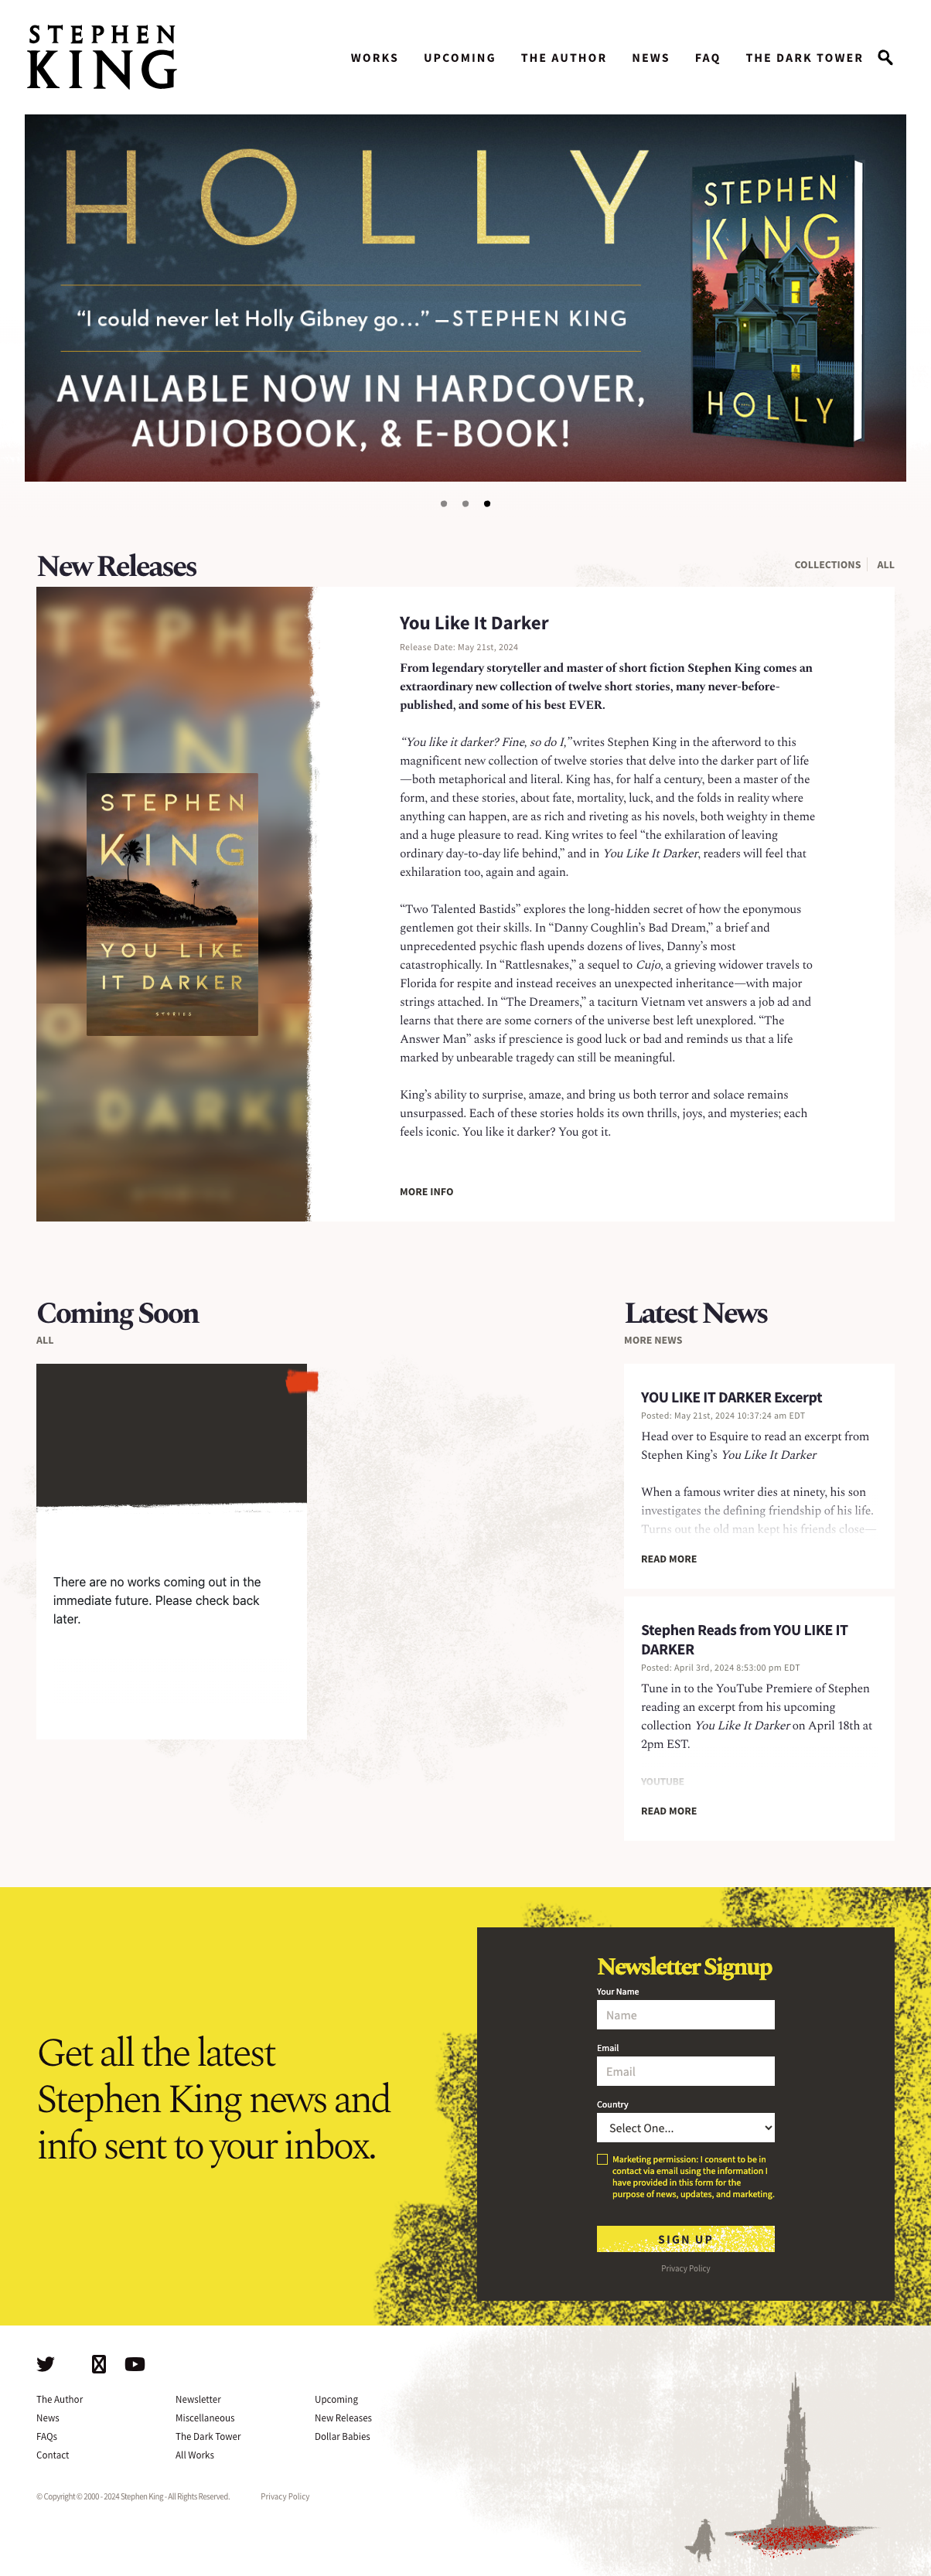 STEPHEN
KING
WORKS UPCOMING THE AUTHOR NEWS FAQ THE DARK TOWER
HOLLY
“I could never let Holly Gibney go…” —STEPHEN KING
AVAILABLE NOW IN HARDCOVER,
AUDIOBOOK, & E-BOOK!
STEPHEN
KING
HOLLY
New Releases
COLLECTIONS ALL
STEPHEN
KING
YOU LIKE
IT DARKER
STORIES
You Like It Darker
Release Date: May 21st, 2024
From legendary storyteller and master of short fiction Stephen King comes an
extraordinary new collection of twelve short stories, many never-before-
published, and some of his best EVER.
“You like it darker? Fine, so do I,” writes Stephen King in the afterword to this
magnificent new collection of twelve stories that delve into the darker part of life
—both metaphorical and literal. King has, for half a century, been a master of the
form, and these stories, about fate, mortality, luck, and the folds in reality where
anything can happen, are as rich and riveting as his novels, both weighty in theme
and a huge pleasure to read. King writes to feel “the exhilaration of leaving
ordinary day-to-day life behind,” and in You Like It Darker, readers will feel that
exhilaration too, again and again.
“Two Talented Bastids” explores the long-hidden secret of how the eponymous
gentlemen got their skills. In “Danny Coughlin’s Bad Dream,” a brief and
unprecedented psychic flash upends dozens of lives, Danny’s most
catastrophically. In “Rattlesnakes,” a sequel to Cujo, a grieving widower travels to
Florida for respite and instead receives an unexpected inheritance—with major
strings attached. In “The Dreamers,” a taciturn Vietnam vet answers a job ad and
learns that there are some corners of the universe best left unexplored. “The
Answer Man” asks if prescience is good luck or bad and reminds us that a life
marked by unbearable tragedy can still be meaningful.
King’s ability to surprise, amaze, and bring us both terror and solace remains
unsurpassed. Each of these stories holds its own thrills, joys, and mysteries; each
feels iconic. You like it darker? You got it.
MORE INFO
Coming Soon
ALL
There are no works coming out in the
immediate future. Please check back
later.
Latest News
MORE NEWS
YOU LIKE IT DARKER Excerpt
Posted: May 21st, 2024 10:37:24 am EDT
Head over to Esquire to read an excerpt from
Stephen King’s You Like It Darker
When a famous writer dies at ninety, his son
investigates the defining friendship of his life.
Turns out the old man kept his friends close—
READ MORE
Stephen Reads from YOU LIKE IT
DARKER
Posted: April 3rd, 2024 8:53:00 pm EDT
Tune in to the YouTube Premiere of Stephen
reading an excerpt from his upcoming
collection You Like It Darker on April 18th at
2pm EST.
YOUTUBE
READ MORE
Get all the latest
Stephen King news and
info sent to your inbox.
Newsletter Signup
Your Name
Name
Email
Email
Country
Select One...
Marketing permission: I consent to be in
contact via email using the information I
have provided in this form for the
purpose of news, updates, and marketing.
SIGN UP
Privacy Policy
The Author
News
FAQs
Contact
Newsletter
Miscellaneous
The Dark Tower
All Works
Upcoming
New Releases
Dollar Babies
© Copyright © 2000 - 2024 Stephen King - All Rights Reserved. Privacy Policy